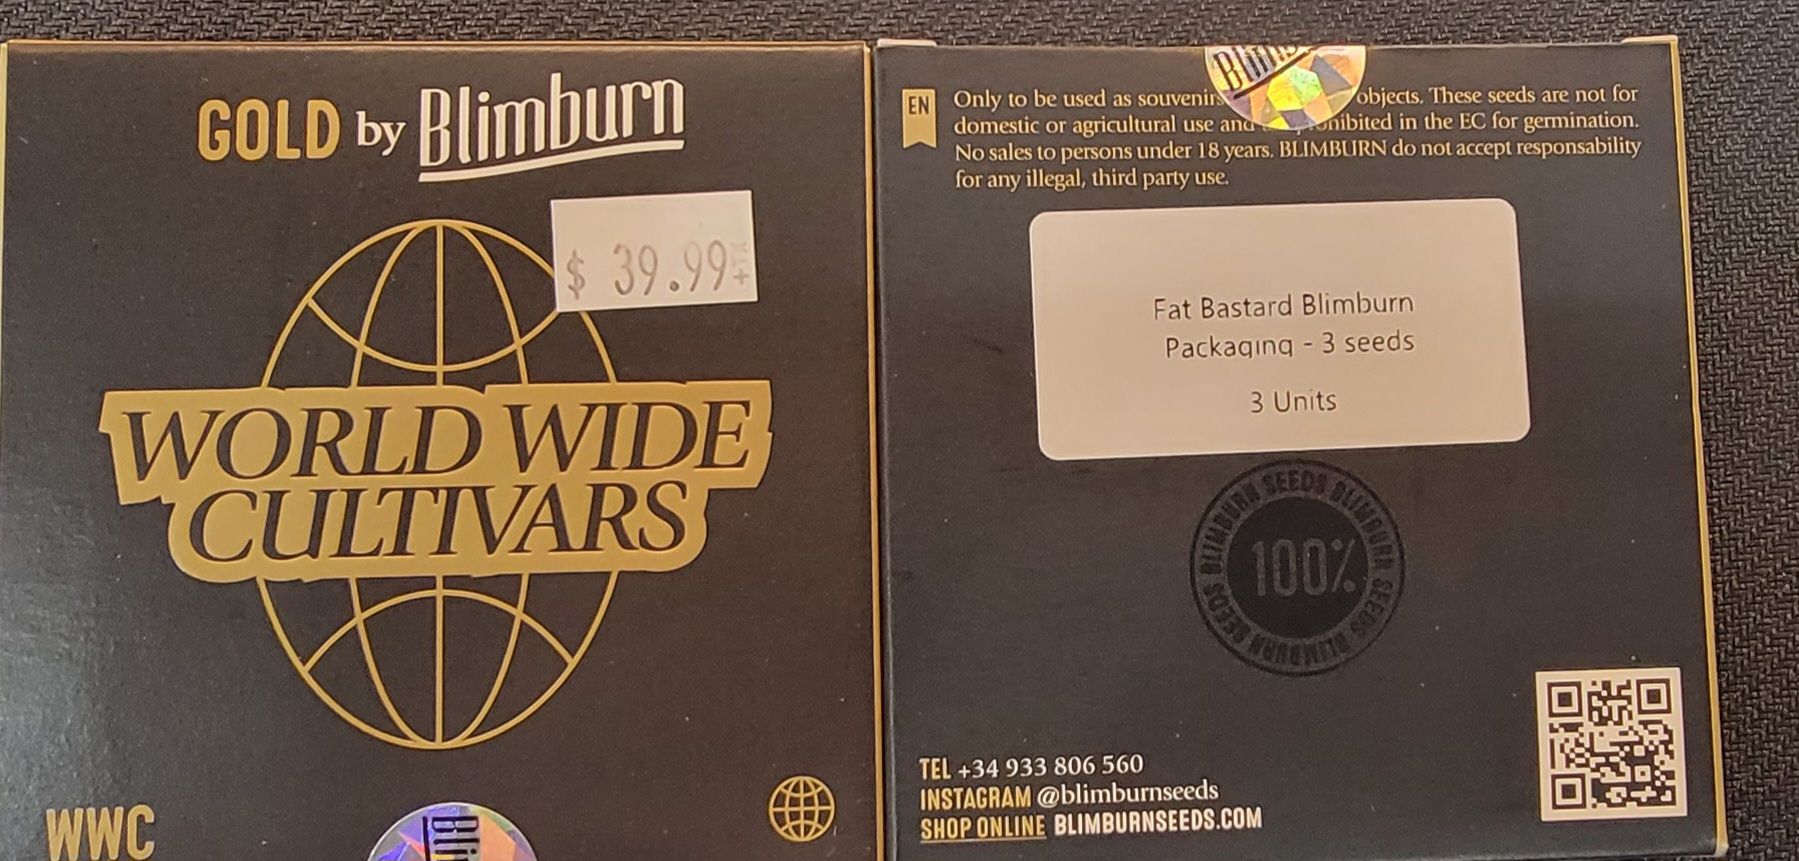 GOLD by Blimburn
$ 39.99
WORLD WIDE
CULTIVARS
WWC
Blim
EN
Only to be used as souvenirs objects. These seeds are not for
domestic or agricultural use and prohibited in the EC for germination.
No sales to persons under 18 years. BLIMBURN do not accept responsability
for any illegal, third party use.
Fat Bastard Blimburn
Packaging - 3 seeds
3 Units
BLIMBURN SEEDS BLIMBURN SEEDS BLIMBURN SEEDS
100%
TEL +34 933 806 560
INSTAGRAM @blimburnseeds
SHOP ONLINE BLIMBURNSEEDS.COM